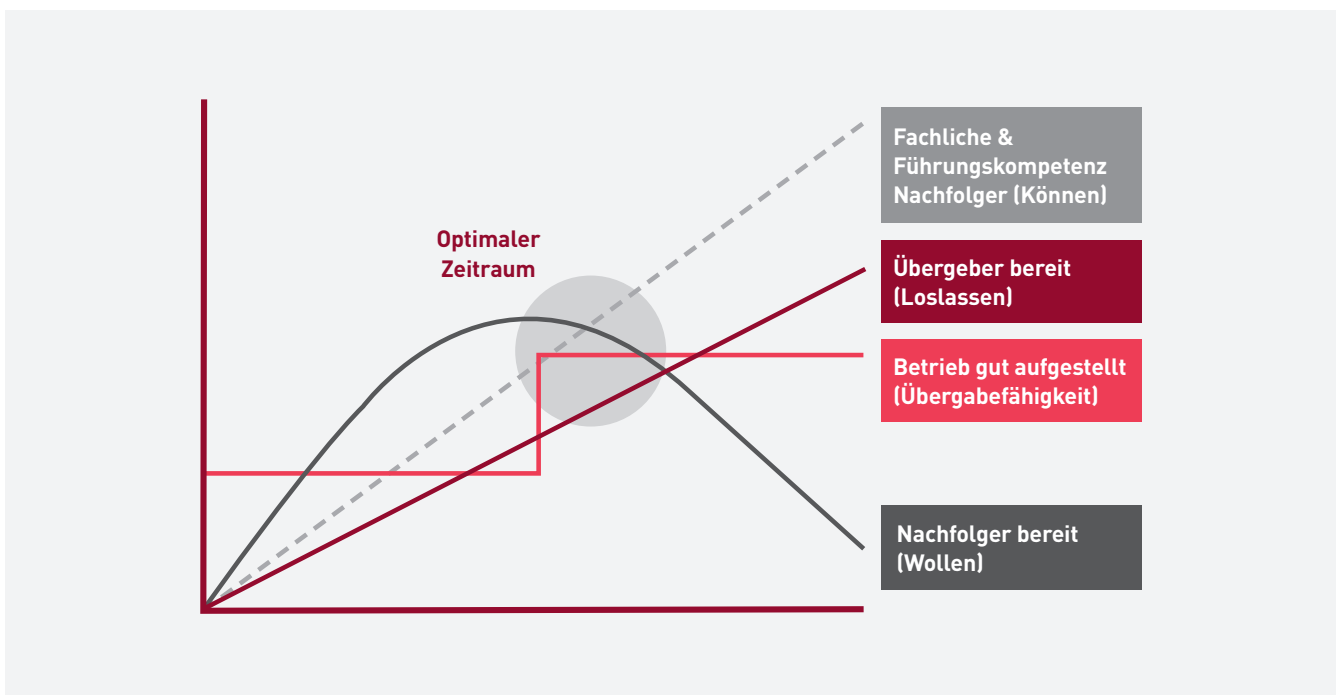 Optimaler
Zeitraum
Fachliche &
Führungskompetenz
Nachfolger (Können)
Übergeber bereit
(Loslassen)
Betrieb gut aufgestellt
(Übergabefähigkeit)
Nachfolger bereit
(Wollen)